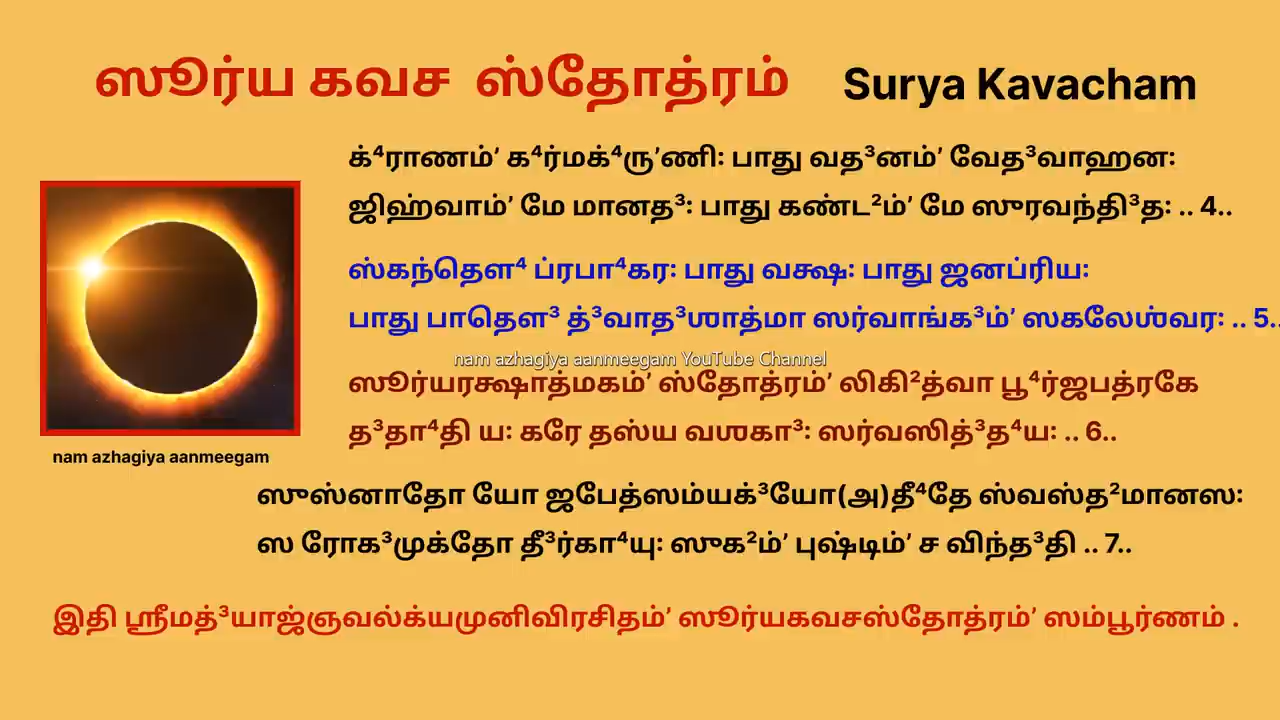 ஸூர்ய கவச ஸ்தோத்ரம் Surya Kavacham
க்⁴ராணம்ʼ க⁴ர்மக்⁴ருʼணி꞉ பாது வத³னம்ʼ வேத³வாஹன꞉
ஜிஹ்வாம்ʼ மே மானத³꞉ பாது கண்ட²ம்ʼ மே ஸுரவந்தி³த꞉ .. 4..
ஸ்கந்தௌ⁴ ப்ரபா⁴கர꞉ பாது வக்ஷ꞉ பாது ஜனப்ரிய꞉
பாது பாதௌ³ த்³வாத³ஶாத்மா ஸர்வாங்க³ம்ʼ ஸகலேஶ்வர꞉ .. 5..
nam azhagiya aanmeegam YouTube Channel
ஸூர்யரக்ஷாத்மகம்ʼ ஸ்தோத்ரம்ʼ லிகி²த்வா பூ⁴ர்ஜபத்ரகே
த³தா⁴தி ய꞉ கரே தஸ்ய வஶகா³꞉ ஸர்வஸித்³த⁴ய꞉ .. 6..
nam azhagiya aanmeegam
ஸுஸ்னாதோ யோ ஜபேத்ஸம்யக்³யோ(அ)தீ⁴தே ஸ்வஸ்த²மானஸ꞉
ஸ ரோக³முக்தோ தீ³ர்கா⁴யு꞉ ஸுக²ம்ʼ புஷ்டிம்ʼ ச விந்த³தி .. 7..
இதி ஶ்ரீமத்³யாஜ்ஞவல்க்யமுனிவிரசிதம்ʼ ஸூர்யகவசஸ்தோத்ரம்ʼ ஸம்பூர்ணம் .